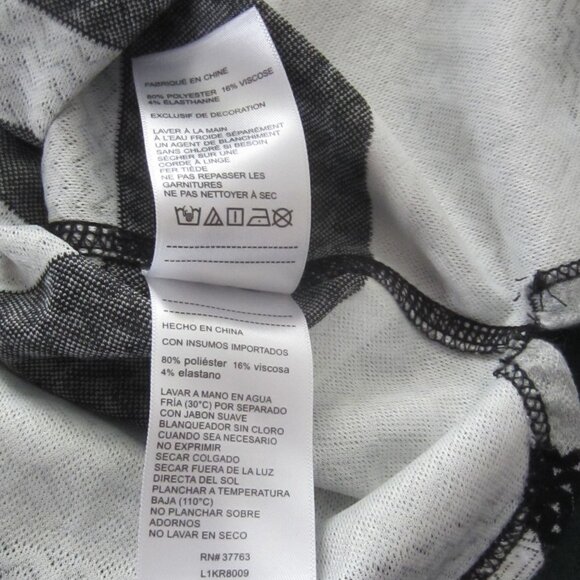 FABRIQUÉ EN CHINE
80% POLYESTER 16% VISCOSE
4% ÉLASTHANNE
EXCLUSIF DE DECORATION
LAVER À LA MAIN
À L'EAU FROIDE SÉPARÉMENT
UN AGENT DE BLANCHIMENT
SANS CHLORE SI BESOIN
SÉCHER SUR UNE
CORDE À LINGE
FER TIÈDE
NE PAS REPASSER LES
GARNITURES
NE PAS NETTOYER À SEC
HECHO EN CHINA
CON INSUMOS IMPORTADOS
80% poliéster 16% viscosa
4% elastano
LAVAR A MANO EN AGUA
FRÍA (30°C) POR SEPARADO
CON JABON SUAVE
BLANQUEADOR SIN CLORO
CUANDO SEA NECESARIO
NO EXPRIMIR
SECAR COLGADO
SECAR FUERA DE LA LUZ
DIRECTA DEL SOL
PLANCHAR A TEMPERATURA
BAJA (110°C)
NO PLANCHAR SOBRE
ADORNOS
NO LAVAR EN SECO
RN# 37763
L1KR8009